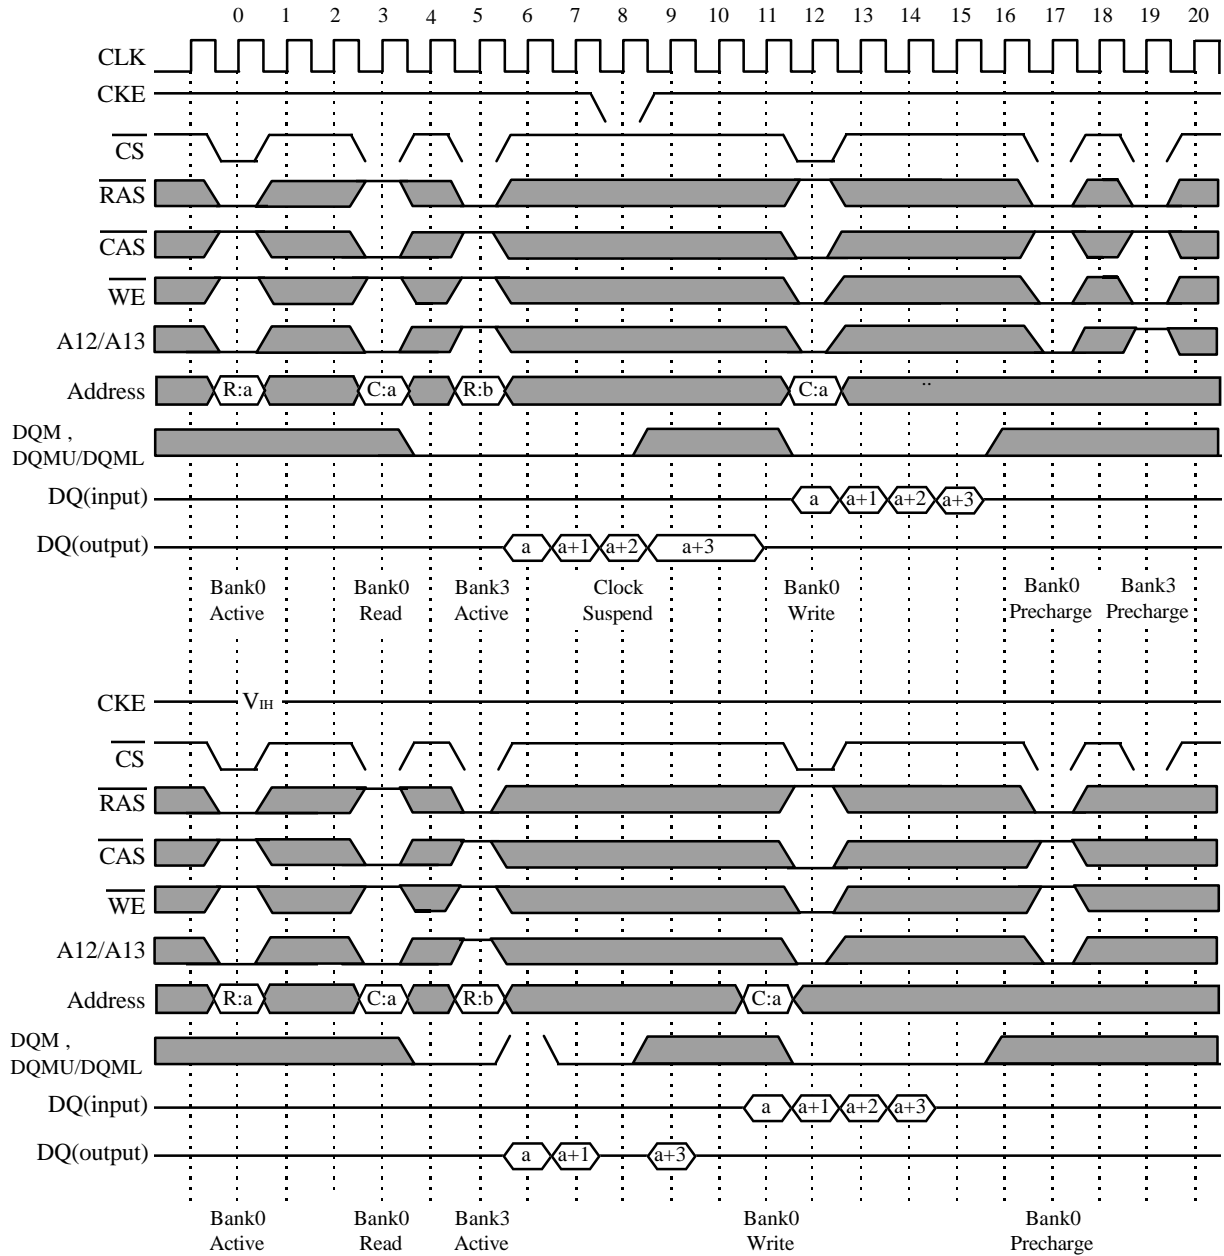 0 1 2 3 4 5 6 7 8 9 10 11 12 13 14 15 16 17 18 19 20
CLK
CKE
CS
RAS
CAS
WE
A12/A13
Address R:a C:a R:b C:a
DQM ,
DQMU/DQML
DQ(input) a a+1 a+2 a+3
DQ(output) a a+1 a+2 a+3
Bank0 Bank0 Bank3 Clock Bank0 Bank0 Bank3
Active Read Active Suspend Write Precharge Precharge
CKE VIH
CS
RAS
CAS
WE
A12/A13
Address R:a C:a R:b C:a
DQM ,
DQMU/DQML
DQ(input) a a+1 a+2 a+3
DQ(output) a a+1 a+3
Bank0 Bank0 Bank3 Bank0 Bank0
Active Read Active Write Precharge